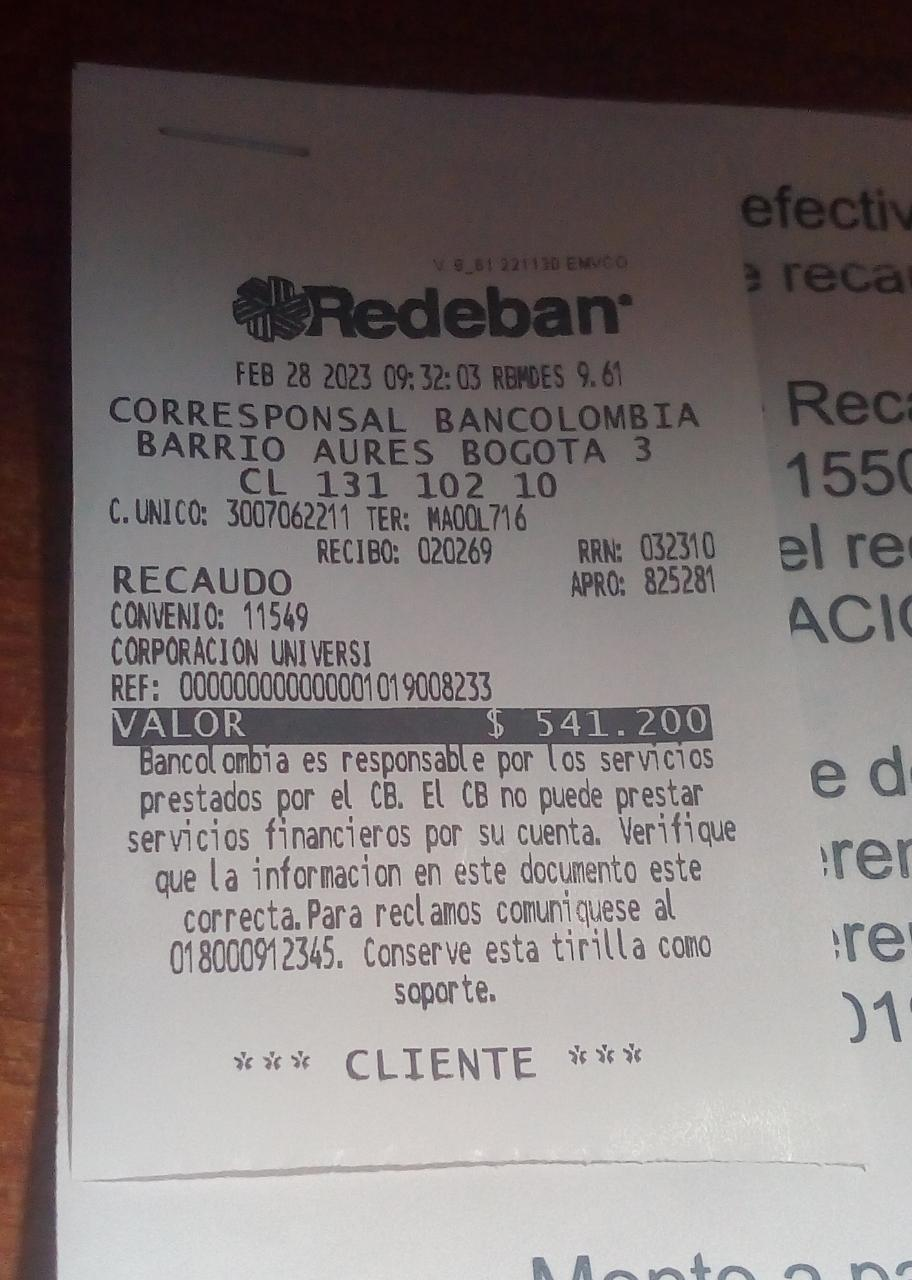 V 9_61 221130 EMVCO
Redeban
FEB 28 2023 09:32:03 RBMDES 9.61
CORRESPONSAL BANCOLOMBIA
BARRIO AURES BOGOTA 3
CL 131 102 10
C.UNICO: 3007062211 TER: MA00L716
RECIBO: 020269 RRN: 032310
RECAUDO APRO: 825281
CONVENIO: 11549
CORPORACION UNIVERSI
REF: 000000000000001019008233
VALOR $ 541.200
Bancolombia es responsable por los servicios
prestados por el CB. El CB no puede prestar
servicios financieros por su cuenta. Verifique
que la informacion en este documento este
correcta.Para reclamos comuniquese al
018000912345. Conserve esta tirilla como
soporte.
*** CLIENTE ***
efectiv
e reca
Reca
1550
el re
ACIO
e d